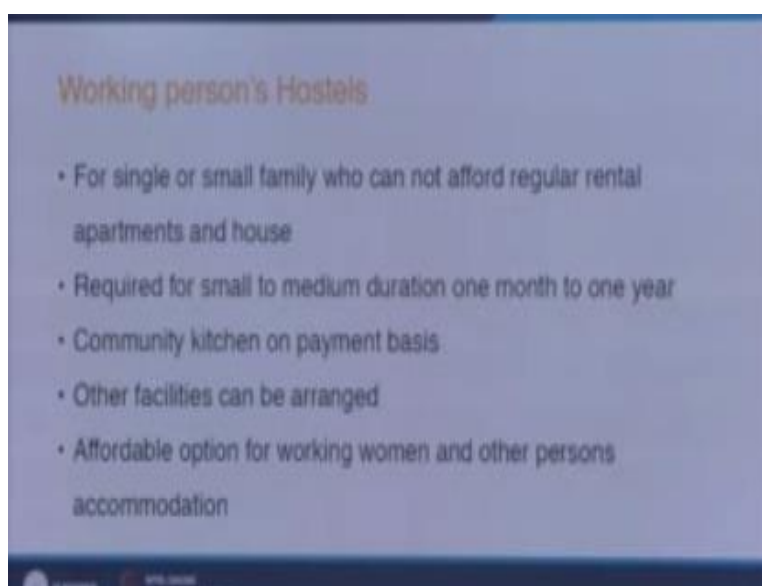 Working person's Hostels
• For single or small family who can not afford regular rental
apartments and house
• Required for small to medium duration one month to one year
• Community kitchen on payment basis
• Other facilities can be arranged
• Affordable option for working women and other persons
accommodation